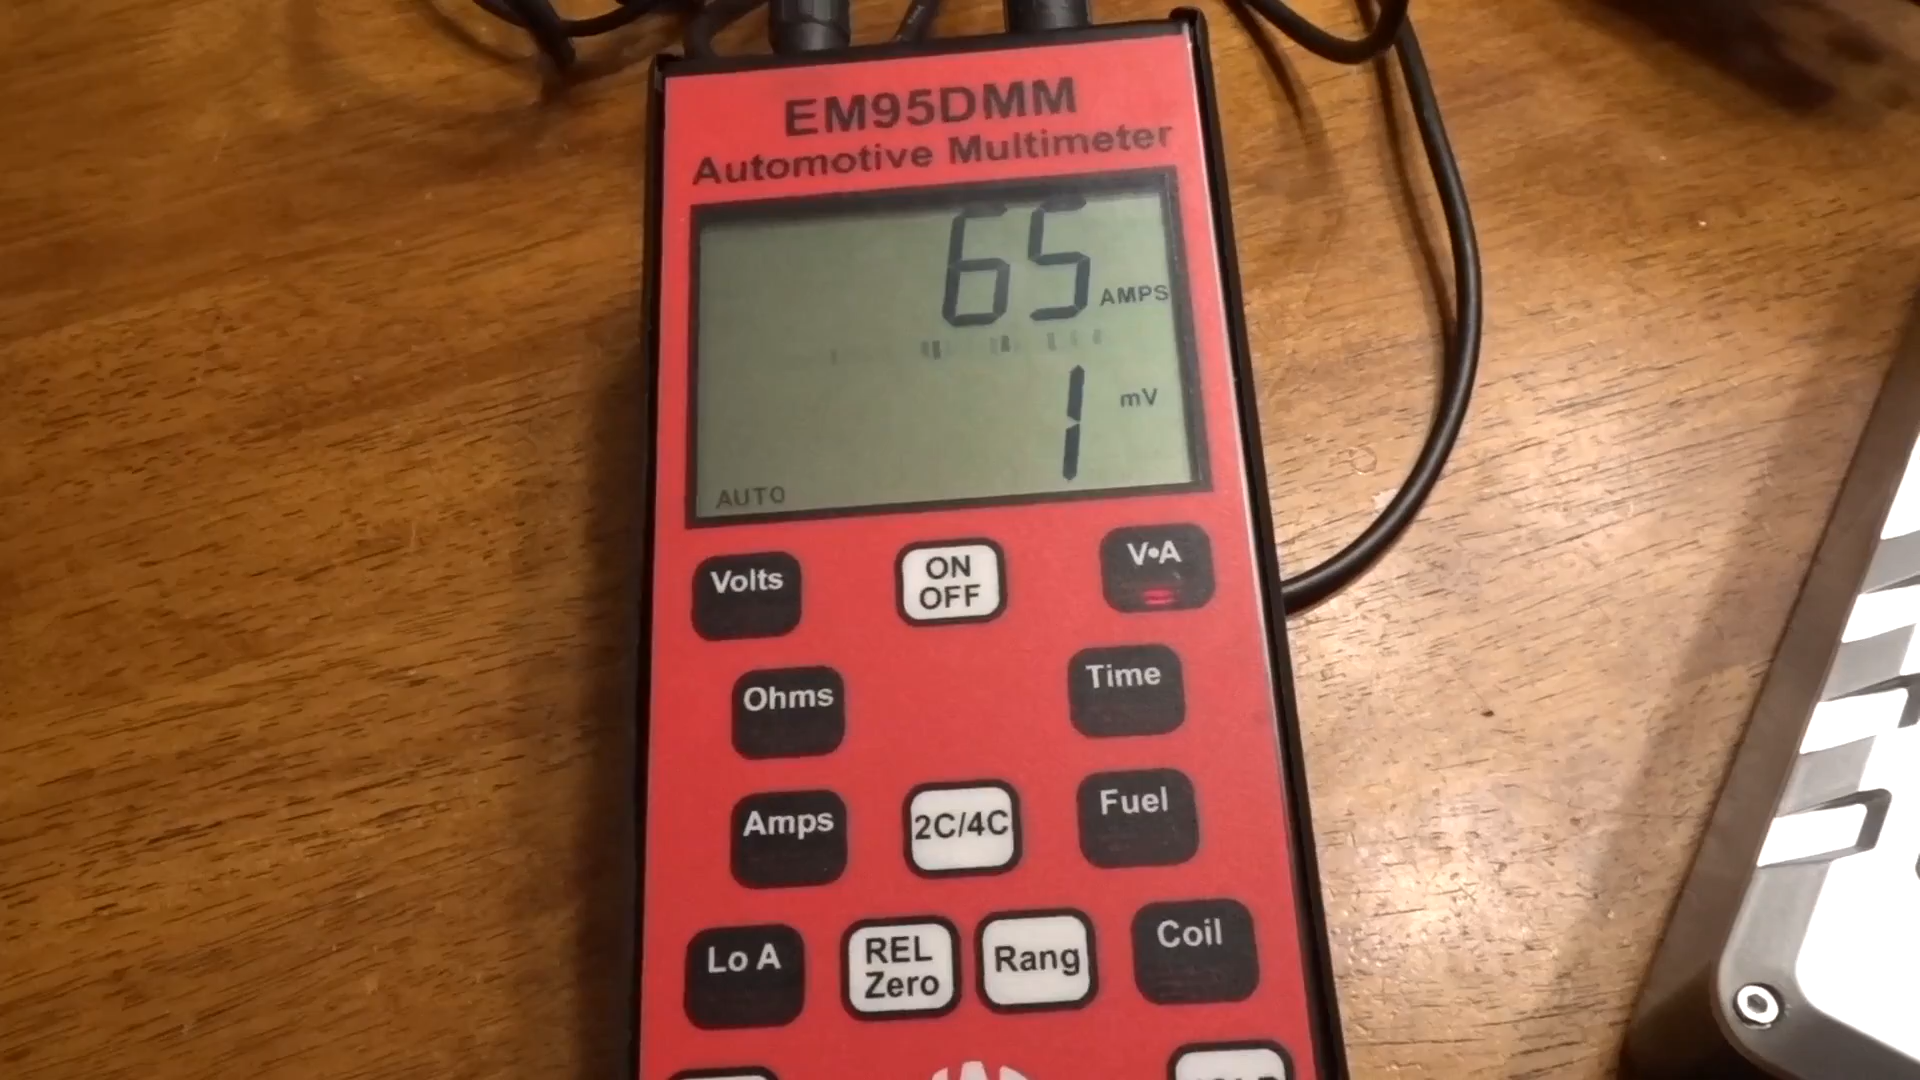 EM95DMM
Automotive Multimeter
65 AMPS
1 mV
AUTO
Volts
ON
OFF
V•A
Ohms
Time
Amps
2C/4C
Fuel
Lo A
REL
Zero
Rang
Coil